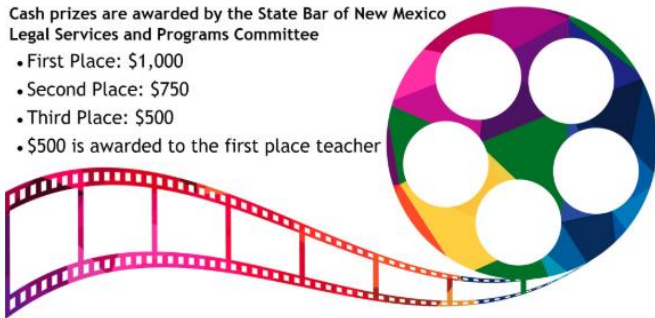 Cash prizes are awarded by the State Bar of New Mexico
Legal Services and Programs Committee
• First Place: $1,000
• Second Place: $750
• Third Place: $500
• $500 is awarded to the first place teacher